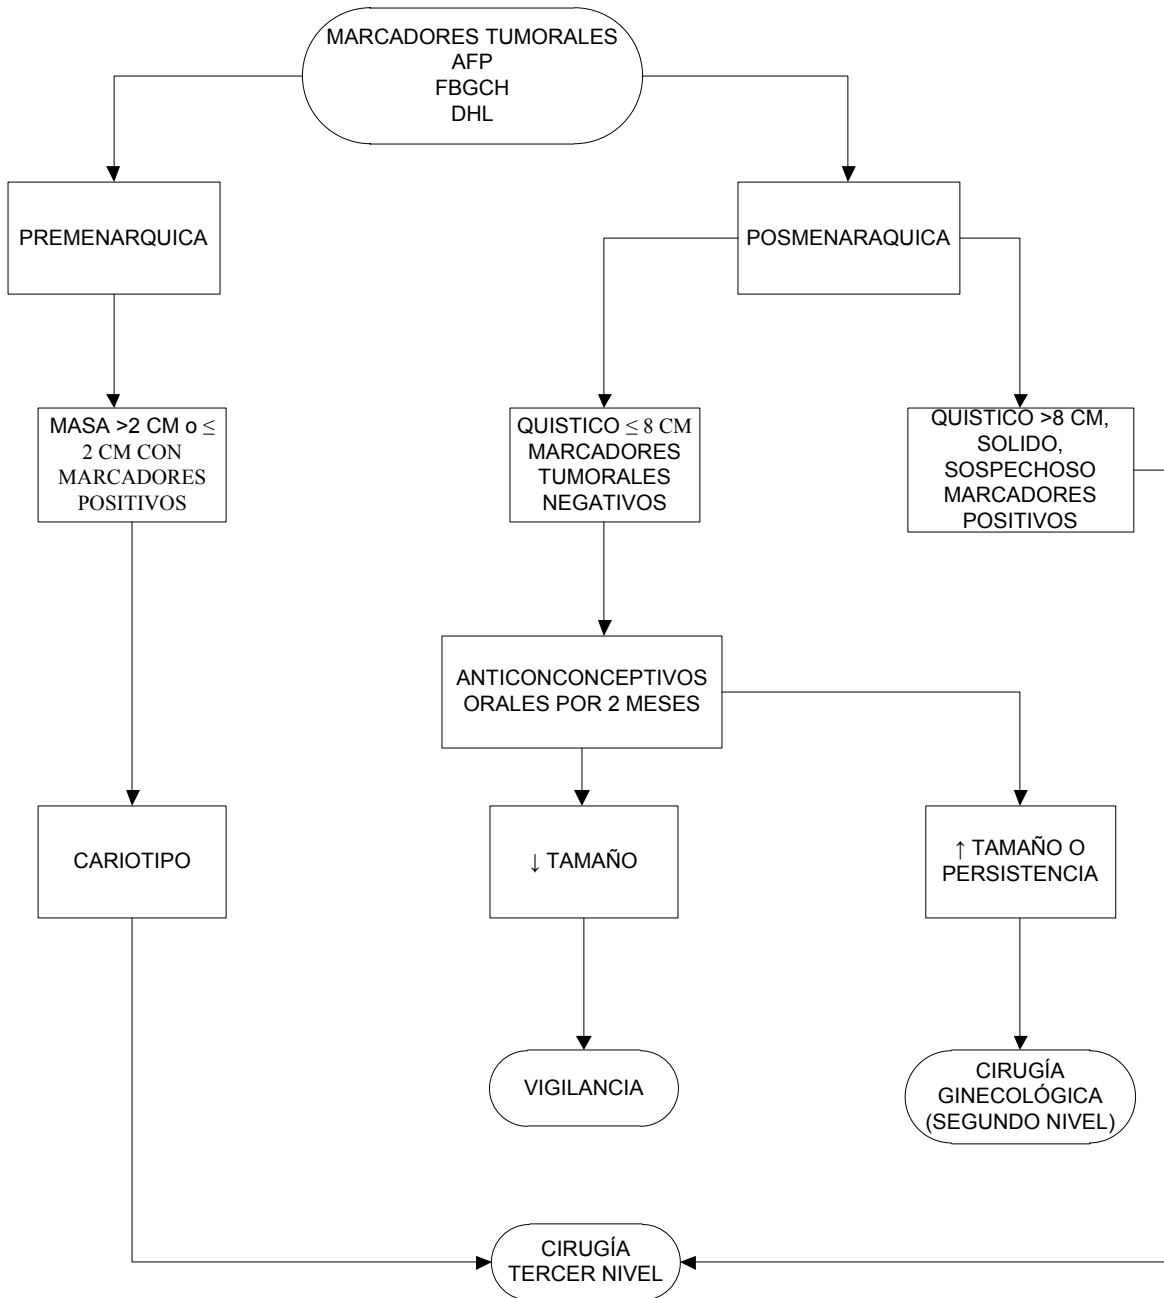 MARCADORES TUMORALES
AFP
FBGCH
DHL
PREMENARQUICA
POSMENARAQUICA
MASA >2 CM o ≤
2 CM CON
MARCADORES
POSITIVOS
QUISTICO ≤ 8 CM
MARCADORES
TUMORALES
NEGATIVOS
QUISTICO >8 CM,
SOLIDO,
SOSPECHOSO
MARCADORES
POSITIVOS
ANTICONCONCEPTIVOS
ORALES POR 2 MESES
CARIOTIPO
↓ TAMAÑO
↑ TAMAÑO O
PERSISTENCIA
VIGILANCIA
CIRUGÍA
GINECOLÓGICA
(SEGUNDO NIVEL)
CIRUGÍA
TERCER NIVEL